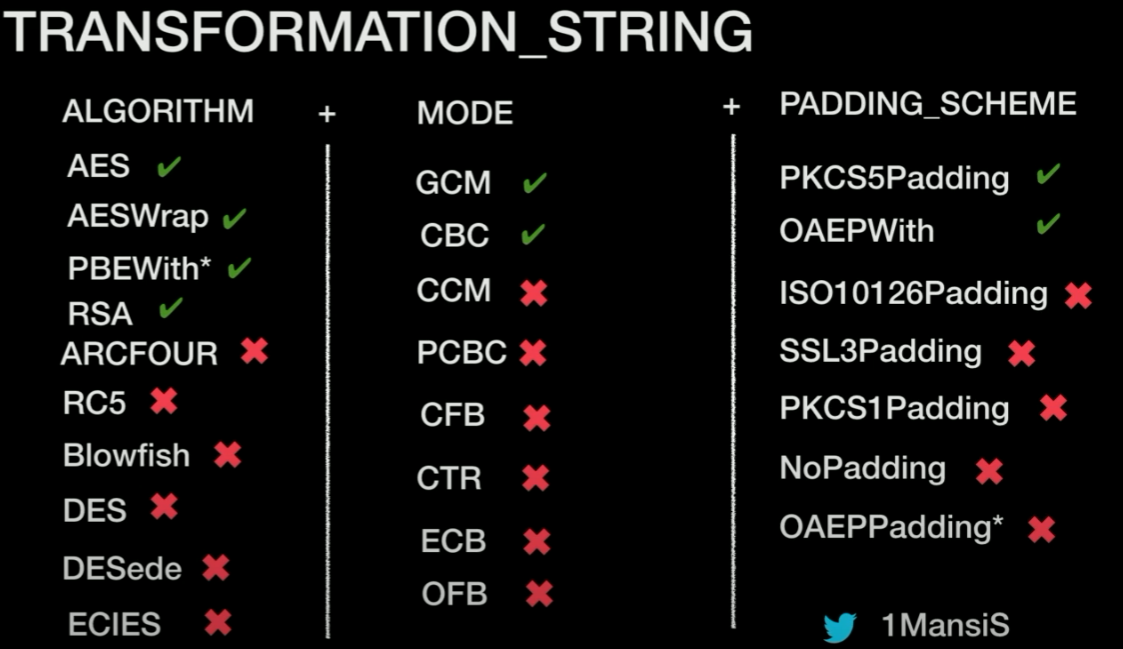 TRANSFORMATION_STRING
ALGORITHM + MODE + PADDING_SCHEME
AES ✔
AESWrap ✔
PBEWith* ✔
RSA ✔
ARCFOUR ✖
RC5 ✖
Blowfish ✖
DES ✖
DESede ✖
ECIES ✖
GCM ✔
CBC ✔
CCM ✖
PCBC ✖
CFB ✖
CTR ✖
ECB ✖
OFB ✖
PKCS5Padding ✔
OAEPWith ✔
ISO10126Padding ✖
SSL3Padding ✖
PKCS1Padding ✖
NoPadding ✖
OAEPPadding* ✖
1MansiS